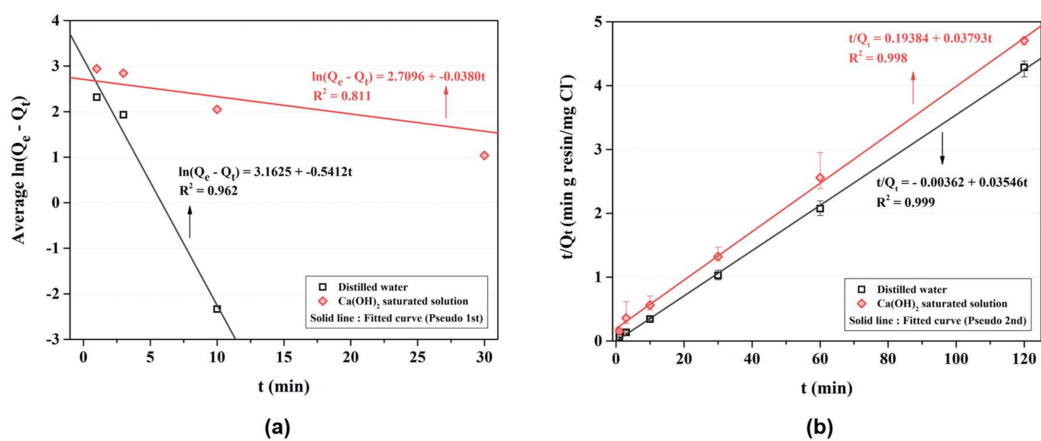 4
3
2
1
0
-1
-2
-3
0
5
10
15
20
25
30
Average ln(Qe - Qt)
t (min)
ln(Qe - Qt) = 2.7096 + -0.0380t
R² = 0.811
ln(Qe - Qt) = 3.1625 + -0.5412t
R² = 0.962
Distilled water
Ca(OH)₂ saturated solution
Solid line : Fitted curve (Pseudo 1st)
(a)
5
4
3
2
1
0
0
20
40
60
80
100
120
t/Qt (min g resin/mg Cl⁻)
t (min)
t/Qt = 0.19384 + 0.03793t
R² = 0.998
t/Qt = - 0.00362 + 0.03546t
R² = 0.999
Distilled water
Ca(OH)₂ saturated solution
Solid line : Fitted curve (Pseudo 2nd)
(b)